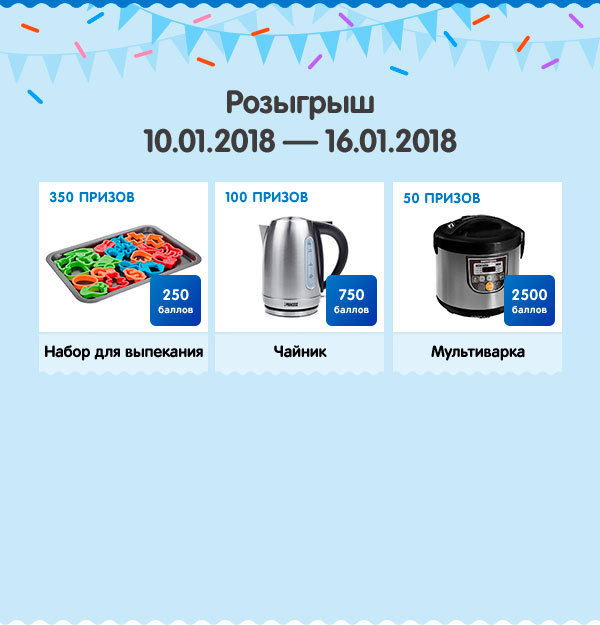 Розыгрыш
10.01.2018 — 16.01.2018
350 ПРИЗОВ
250
баллов
Набор для выпекания
100 ПРИЗОВ
750
баллов
Чайник
50 ПРИЗОВ
2500
баллов
Мультиварка